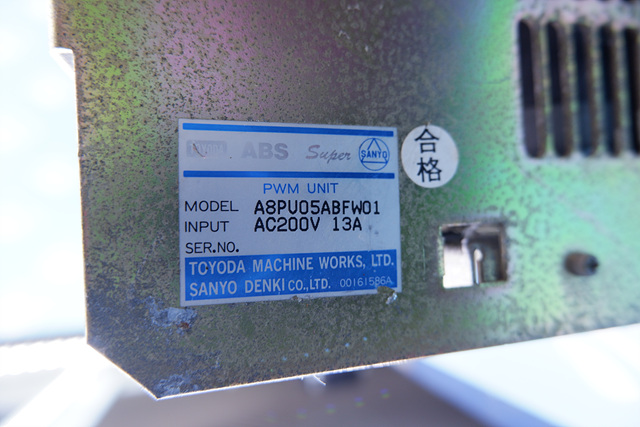 ABS Super SANYO
PWM UNIT
MODEL A8PU05ABFW01
INPUT AC200V 13A
SER.NO.
TOYODA MACHINE WORKS, LTD.
SANYO DENKI CO., LTD. 00161586A
合格